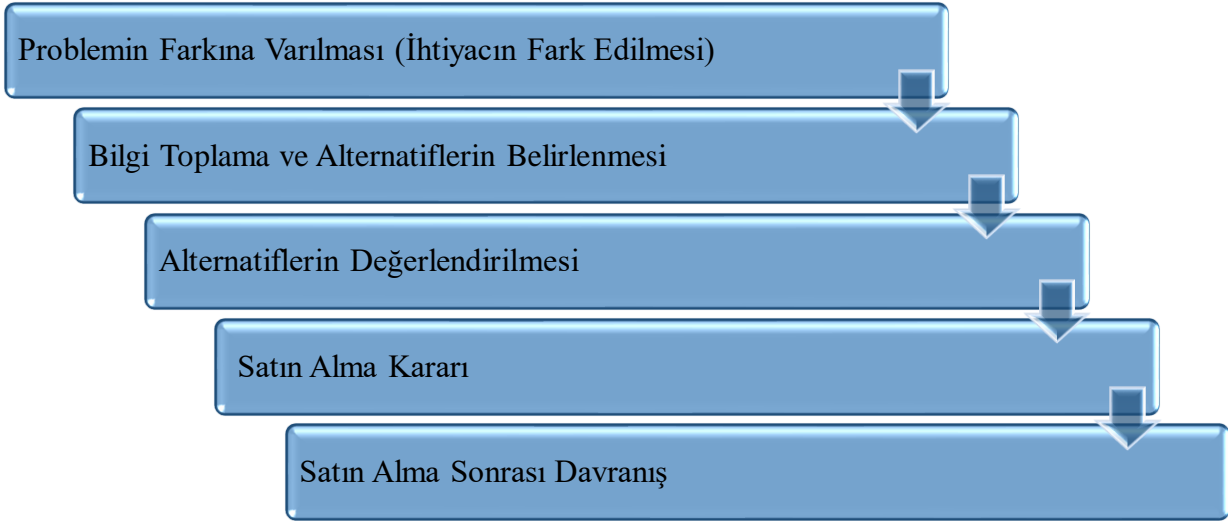 Problemin Farkına Varılması (İhtiyacın Fark Edilmesi)
Bilgi Toplama ve Alternatiflerin Belirlenmesi
Alternatiflerin Değerlendirilmesi
Satın Alma Kararı
Satın Alma Sonrası Davranış